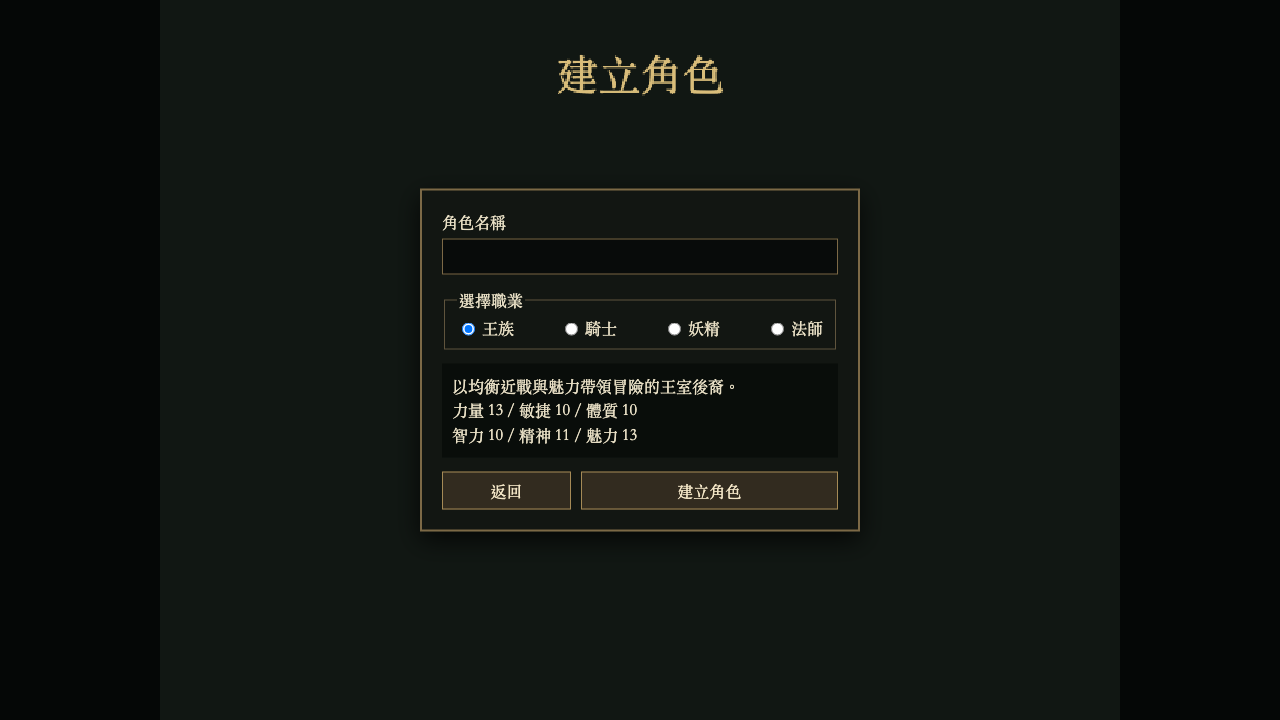 建立角色
角色名稱
選擇職業
王族 騎士 妖精 法師
以均衡近戰與魅力帶領冒險的王室後裔。
力量 13 / 敏捷 10 / 體質 10
智力 10 / 精神 11 / 魅力 13
返回 建立角色